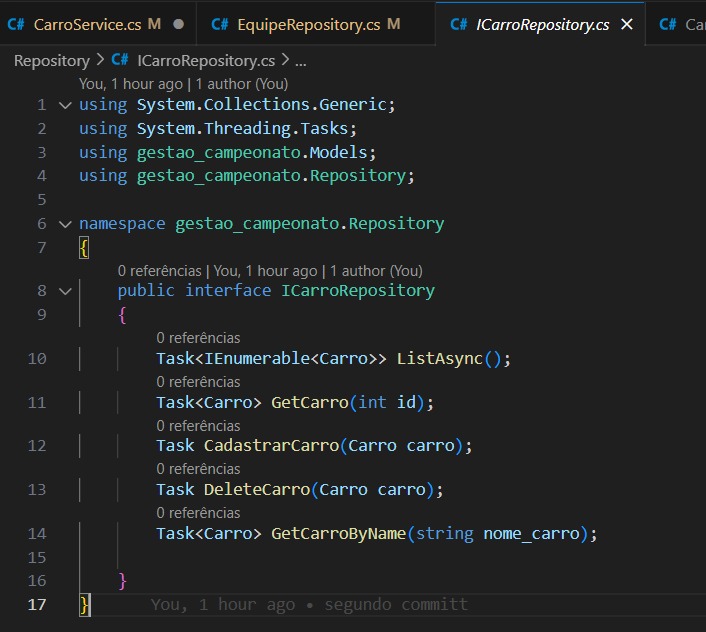 C# CarroService.cs M ● C# EquipeRepository.cs M C# ICarroRepository.cs × C#
Repository > C# ICarroRepository.cs > ...
You, 1 hour ago | 1 author (You)
1 using System.Collections.Generic;
2 using System.Threading.Tasks;
3 using gestao_campeonato.Models;
4 using gestao_campeonato.Repository;
5
6 namespace gestao_campeonato.Repository
7 {
0 referências | You, 1 hour ago | 1 author (You)
8 public interface ICarroRepository
9 {
0 referências
10 Task<IEnumerable<Carro>> ListAsync();
0 referências
11 Task<Carro> GetCarro(int id);
0 referências
12 Task CadastrarCarro(Carro carro);
0 referências
13 Task DeleteCarro(Carro carro);
0 referências
14 Task<Carro> GetCarroByName(string nome_carro);
15
16 }
17 } You, 1 hour ago • segundo committ